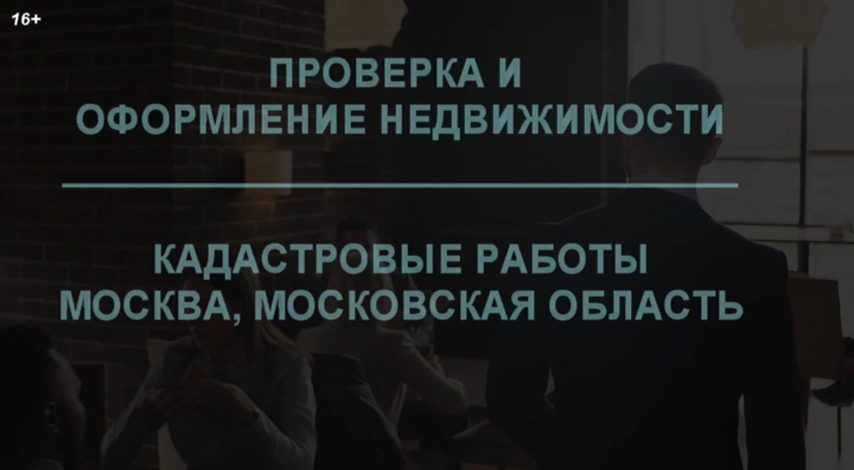 16+
ПРОВЕРКА И
ОФОРМЛЕНИЕ НЕДВИЖИМОСТИ
КАДАСТРОВЫЕ РАБОТЫ
МОСКВА, МОСКОВСКАЯ ОБЛАСТЬ